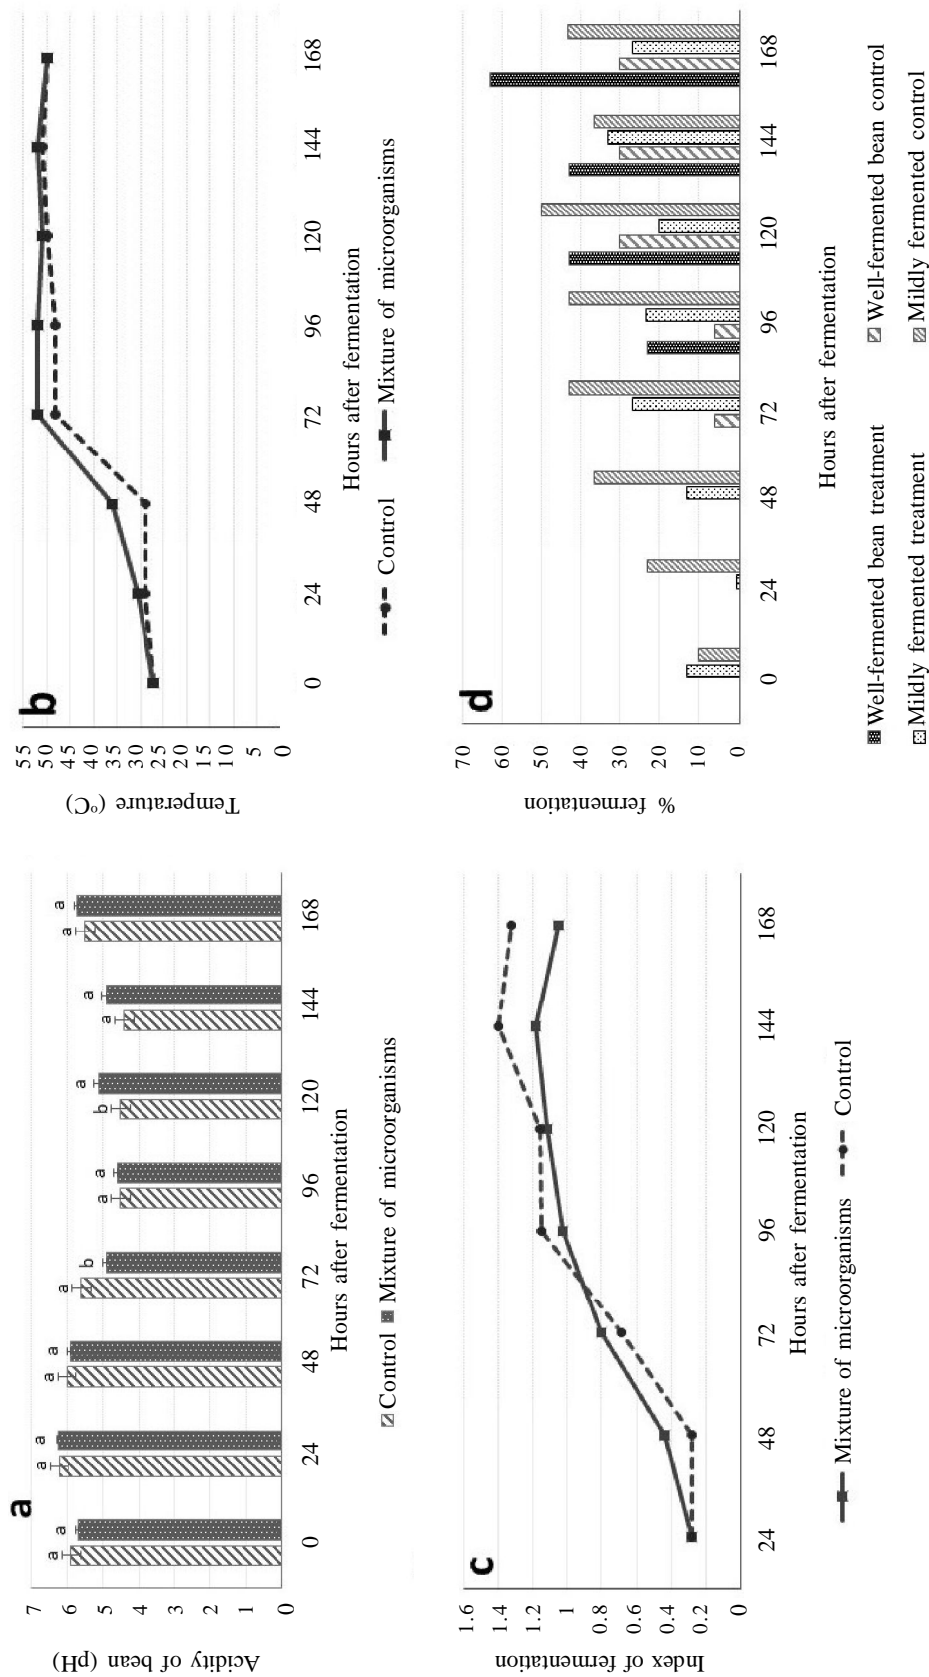 a
Acidity of bean (pH)
7
6
5
4
3
2
1
0
a a a a a a a b a a b a a a a a
0 24 48 72 96 120 144 168
Hours after fermentation
Control Mixture of microorganisms
b
Temperature (°C)
55
50
45
40
35
30
25
20
15
10
5
0
0 24 48 72 96 120 144 168
Hours after fermentation
Control Mixture of microorganisms
c
Index of fermentation
1.6
1.4
1.2
1
0.8
0.6
0.4
0.2
0
24 48 72 96 120 144 168
Hours after fermentation
Mixture of microorganisms Control
d
% fermentation
70
60
50
40
30
20
10
0
0 24 48 72 96 120 144 168
Hours after fermentation
Well-fermented bean treatment Well-fermented bean control
Mildly fermented treatment Mildly fermented control